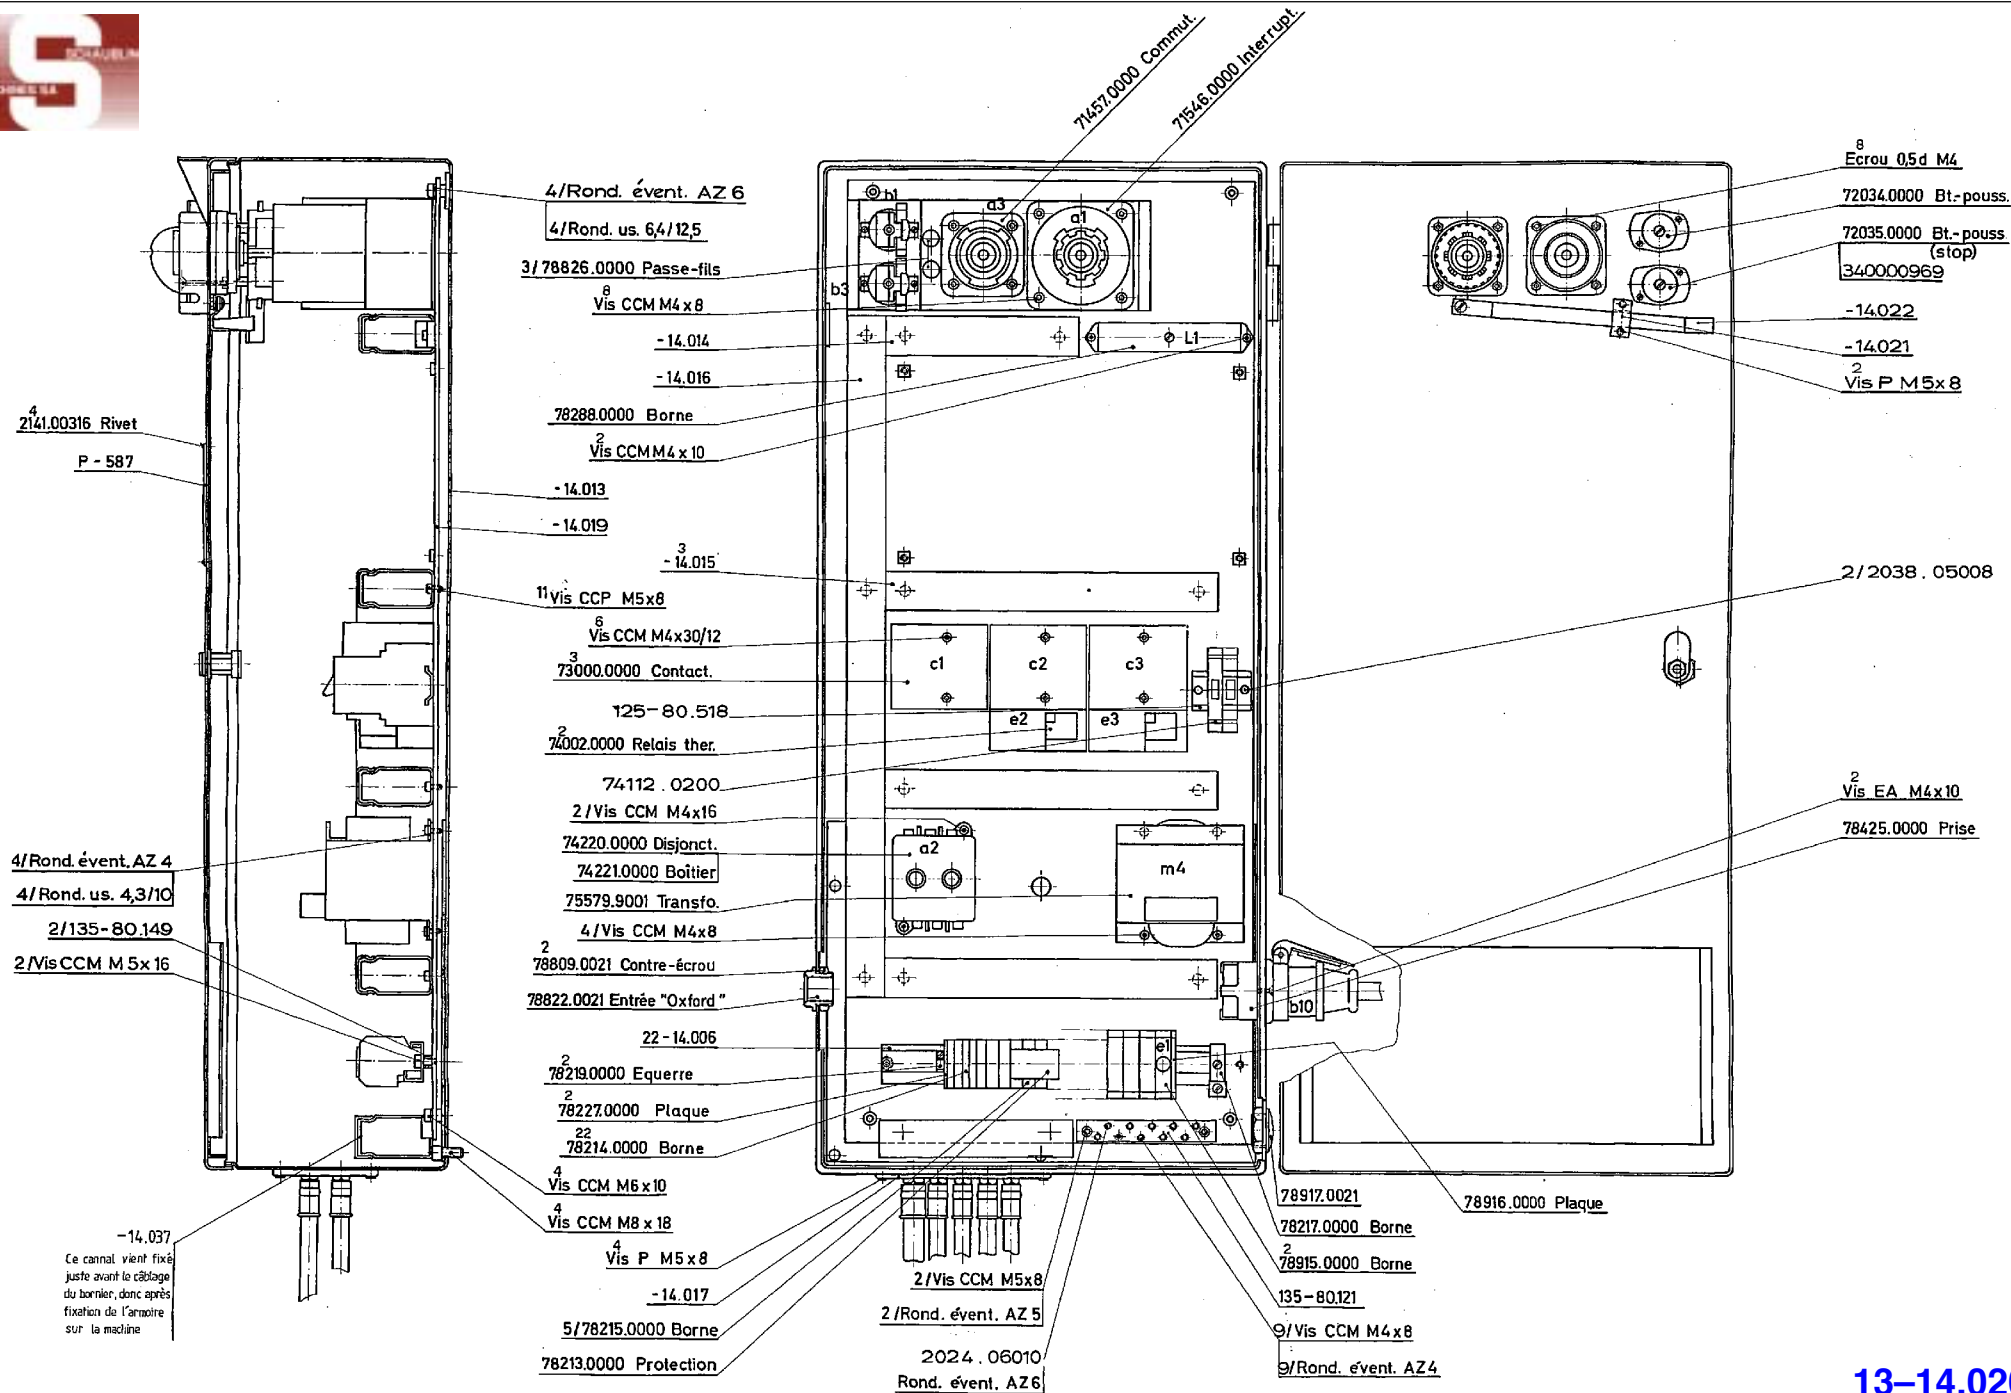 SCHAUBLIN
71457.0000 Commut.
71546.0000 Interrupt.
4/Rond. évent. AZ 6
4/Rond. us. 6,4/12,5
3/78826.0000 Passe-fils
8
Vis CCM M4 x 8
-14.014
-14.016
78288.0000 Borne
2
Vis CCM M4 x 10
4
2141.00316 Rivet
P - 587
-14.013
-14.019
3
-14.015
11 Vis CCP M5x8
6
Vis CCM M4x30/12
3
73000.0000 Contact.
125-80.518
2
74002.0000 Relais ther.
74112.0200
2/Vis CCM M4x16
74220.0000 Disjonct.
74221.0000 Boîtier
75579.9001 Transfo.
4/Vis CCM M4x8
2
78809.0021 Contre-écrou
78822.0021 Entrée "Oxford"
22-14.006
2
78219.0000 Equerre
2
78227.0000 Plaque
22
78214.0000 Borne
4
Vis CCM M6 x 10
4
Vis CCM M8 x 18
4
Vis P M5x8
-14.017
5/78215.0000 Borne
78213.0000 Protection
4/Rond. évent. AZ 4
4/Rond. us. 4,3/10
2/135-80.149
2/Vis CCM M 5x 16
-14.037
Ce cannal vient fixé
juste avant le câblage
du bornier, donc après
fixation de l'armoire
sur la machine
b1
a3
a1
b3
L1
c1
c2
c3
e2
e3
a2
m4
b10
e1
8
Ecrou 0,5 d M4
72034.0000 Bt.-pouss.
72035.0000 Bt.-pouss.
(stop)
340000969
-14.022
-14.021
2
Vis P M 5x 8
2/2038.05008
2
Vis EA M4x10
78425.0000 Prise
78917.0021
78916.0000 Plaque
78217.0000 Borne
2
78915.0000 Borne
135-80.121
9/Vis CCM M4x8
9/Rond. évent. AZ4
2/Vis CCM M5x8
2/Rond. évent. AZ 5
2024.06010
Rond. évent. AZ6